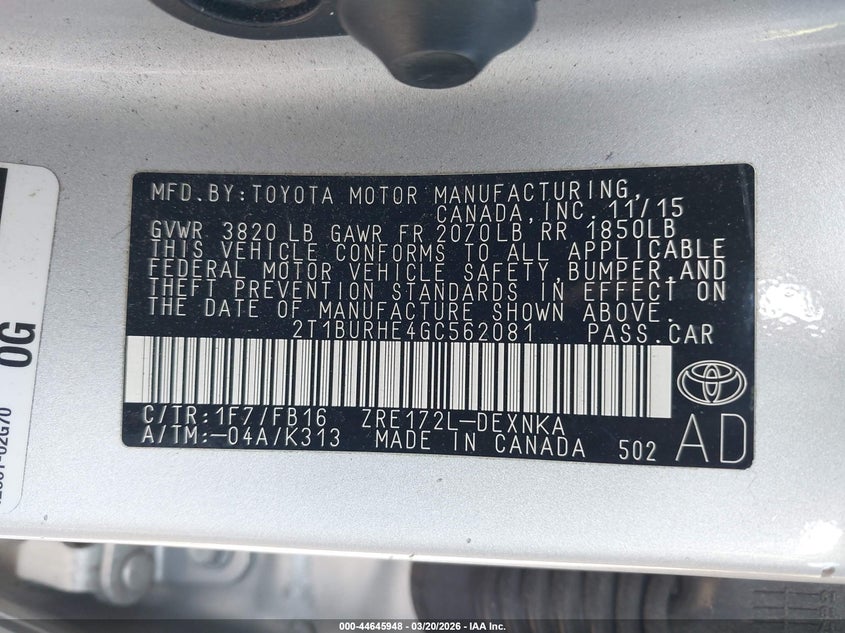 MFD.BY:TOYOTA MOTOR MANUFACTURING,
CANADA,INC. 11/15
GVWR 3820 LB GAWR FR 2070LB RR 1850LB
THIS VEHICLE CONFORMS TO ALL APPLICABLE
FEDERAL MOTOR VEHICLE SAFETY,BUMPER,AND
THEFT PREVENTION STANDARDS IN EFFECT ON
THE DATE OF MANUFACTURE SHOWN ABOVE.
2T1BURHE4GC562081 PASS.CAR
C/TR:1F7/FB16 ZRE172L-DEXNKA
A/TM:-04A/K313 MADE IN CANADA 502
AD
0G
-02G70
000-44645948 - 03/20/2026 - IAA Inc.